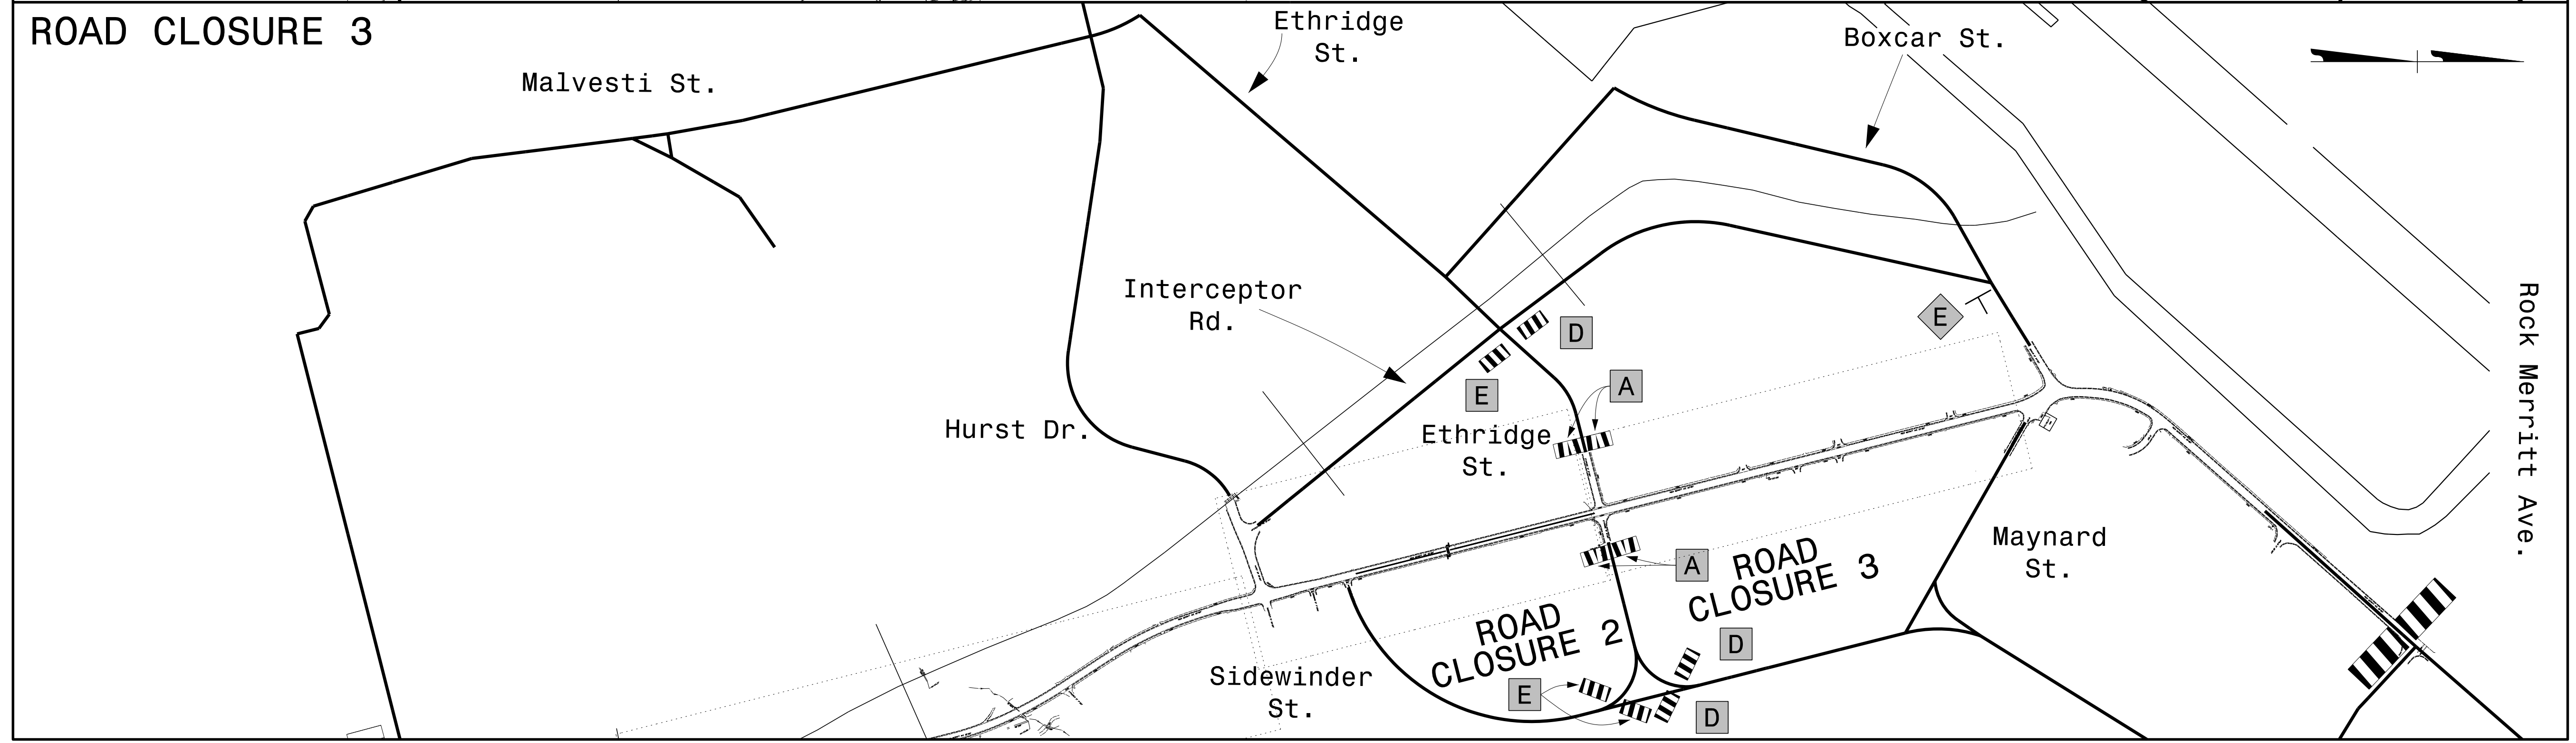 ROAD CLOSURE 3
Malvesti St.
Ethridge
St.
Boxcar St.
Interceptor
Rd.
Hurst Dr.
Ethridge
St.
Rock Merritt Ave.
E
D
E
A
A
Maynard
St.
ROAD
CLOSURE 3
ROAD
CLOSURE 2
D
Sidewinder
St.
E
D